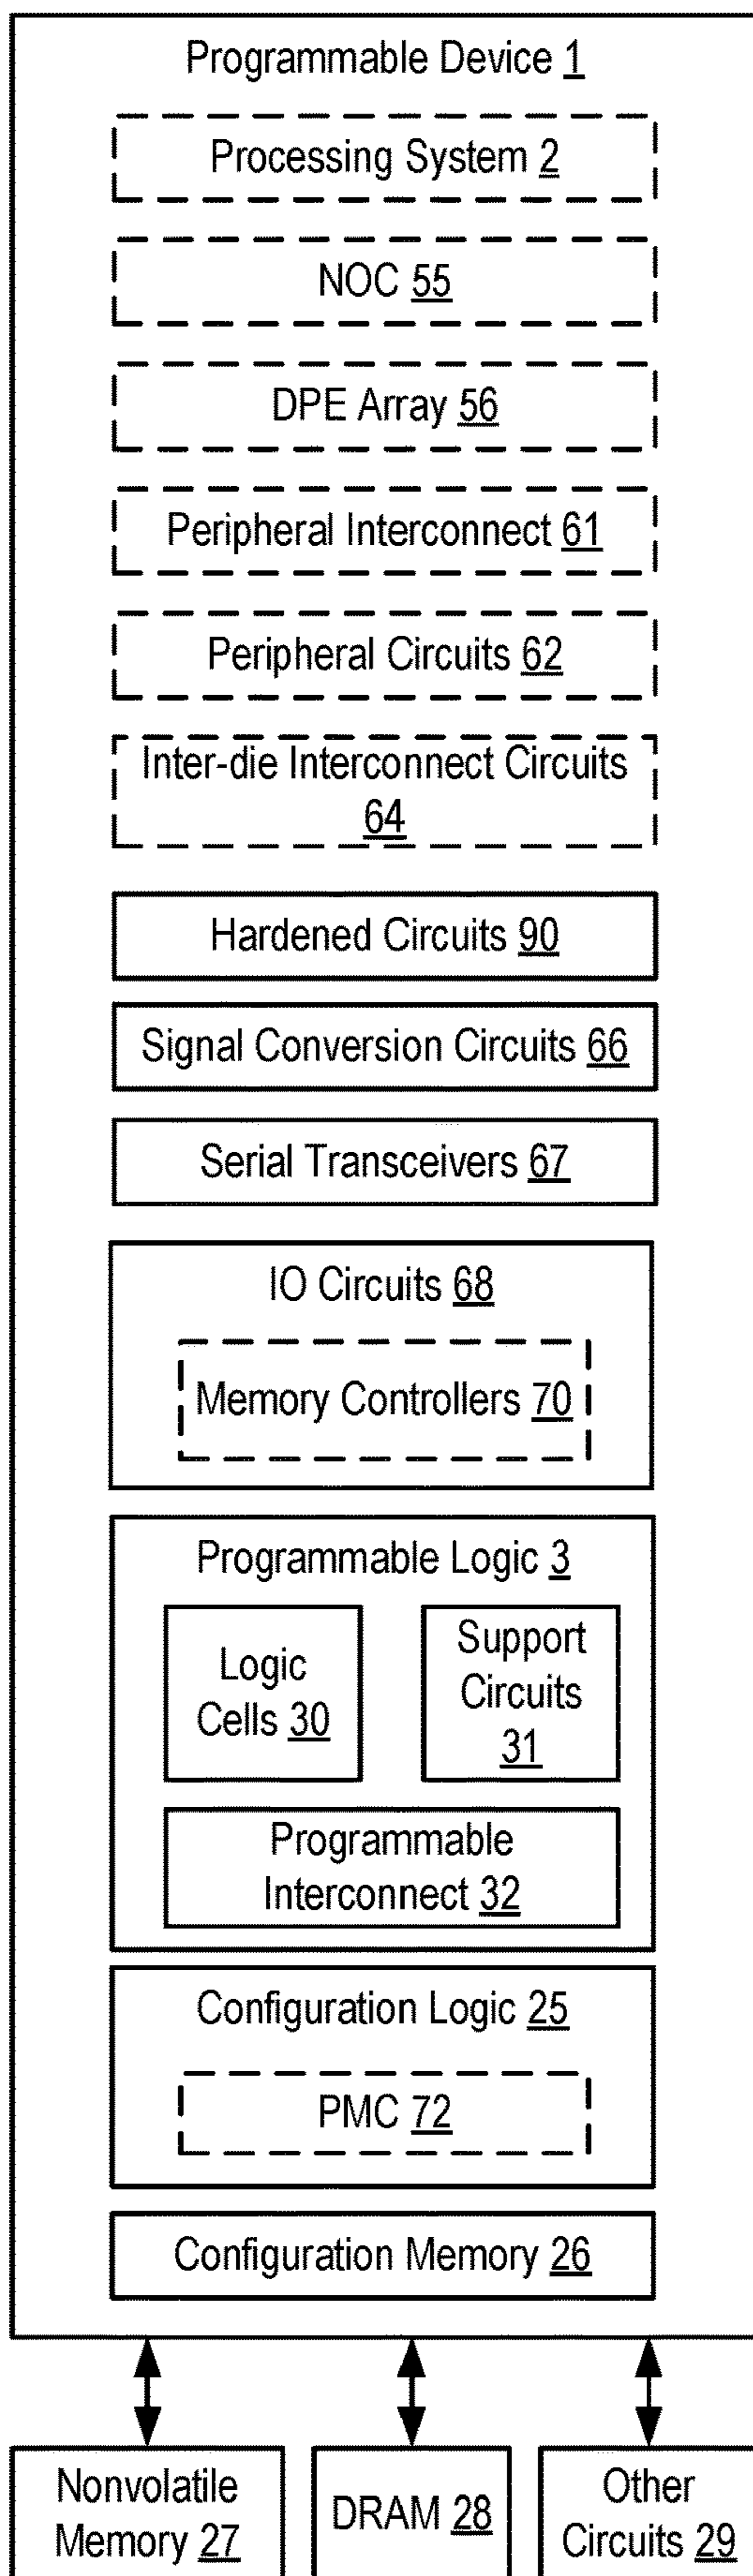 Programmable Device 1
Processing System 2
NOC 55
DPE Array 56
Peripheral Interconnect 61
Peripheral Circuits 62
Inter-die Interconnect Circuits
64
Hardened Circuits 90
Signal Conversion Circuits 66
Serial Transceivers 67
IO Circuits 68
Memory Controllers 70
Programmable Logic 3
Logic
Cells 30
Support
Circuits
31
Programmable
Interconnect 32
Configuration Logic 25
PMC 72
Configuration Memory 26
Nonvolatile
Memory 27
DRAM 28
Other
Circuits 29